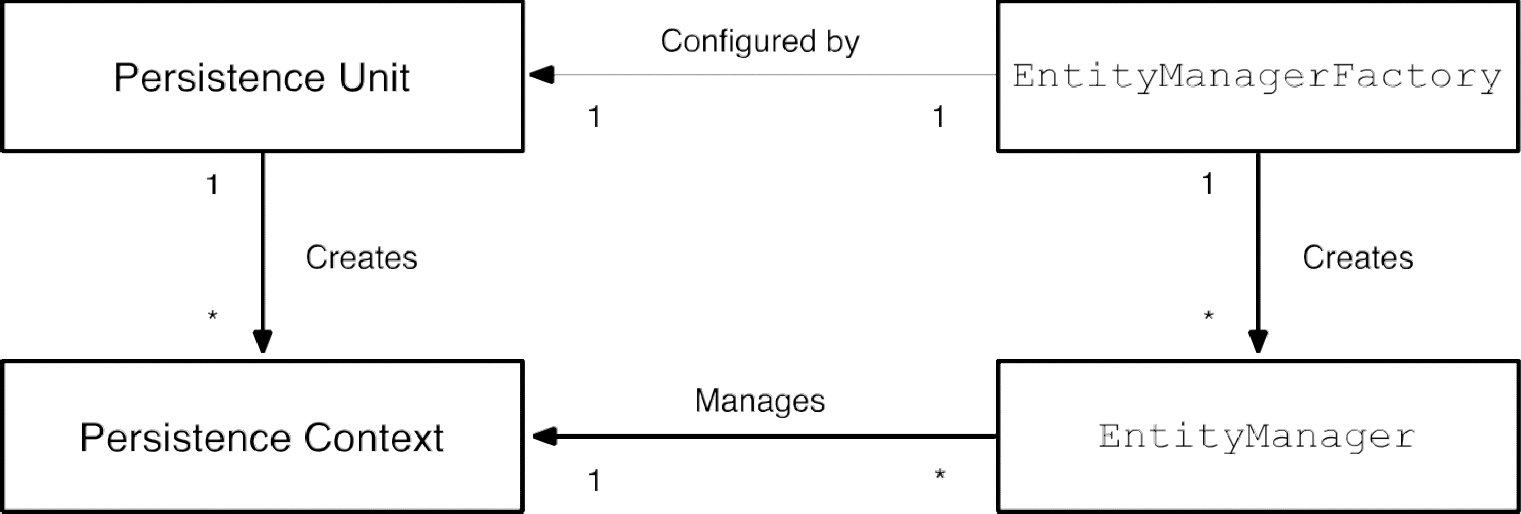 Configured by
Persistence Unit
EntityManagerFactory
1 1
1 1
Creates Creates
* *
Manages
Persistence Context
EntityManager
1 *